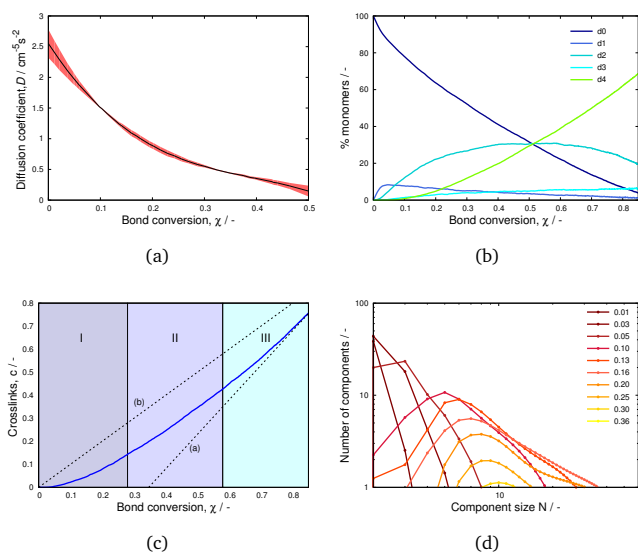 3
2.5
2
1.5
1
0.5
0
Diffusion coefficient,D / cm⁻⁵s⁻²
0 0.1 0.2 0.3 0.4 0.5
Bond conversion, χ / -
(a)
100
80
60
40
20
0
% monomers / -
d0
d1
d2
d3
d4
0 0.1 0.2 0.3 0.4 0.5 0.6 0.7 0.8
Bond conversion, χ / -
(b)
0.8
0.7
0.6
0.5
0.4
0.3
0.2
0.1
0
Crosslinks, c / -
I II III
(b)
(a)
0 0.1 0.2 0.3 0.4 0.5 0.6 0.7 0.8
Bond conversion, χ / -
(c)
100
10
1
Number of components / -
0.01
0.03
0.05
0.10
0.13
0.16
0.20
0.25
0.30
0.36
10
Component size N / -
(d)